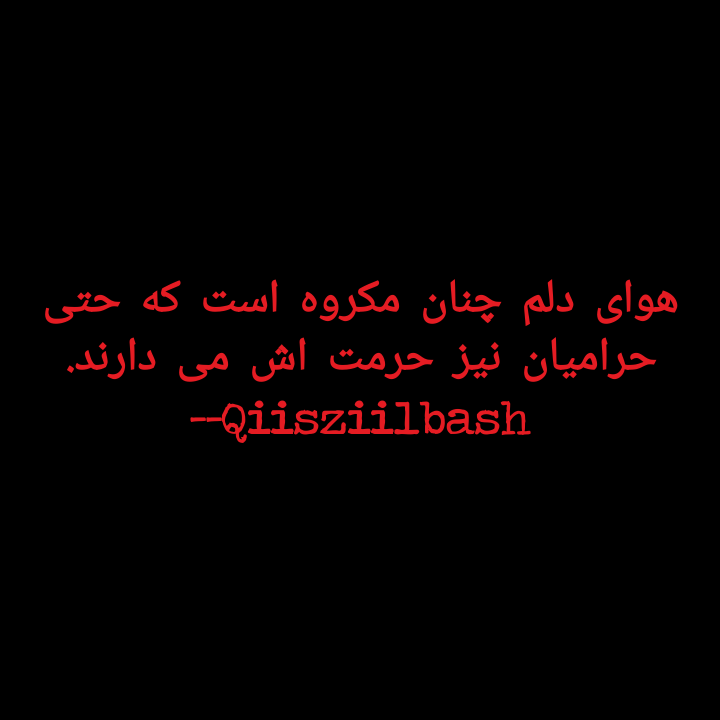 هوای دلم چنان مکروه است که حتی
حرامیان نیز حرمت اش می دارند.
--Qiisziilbash